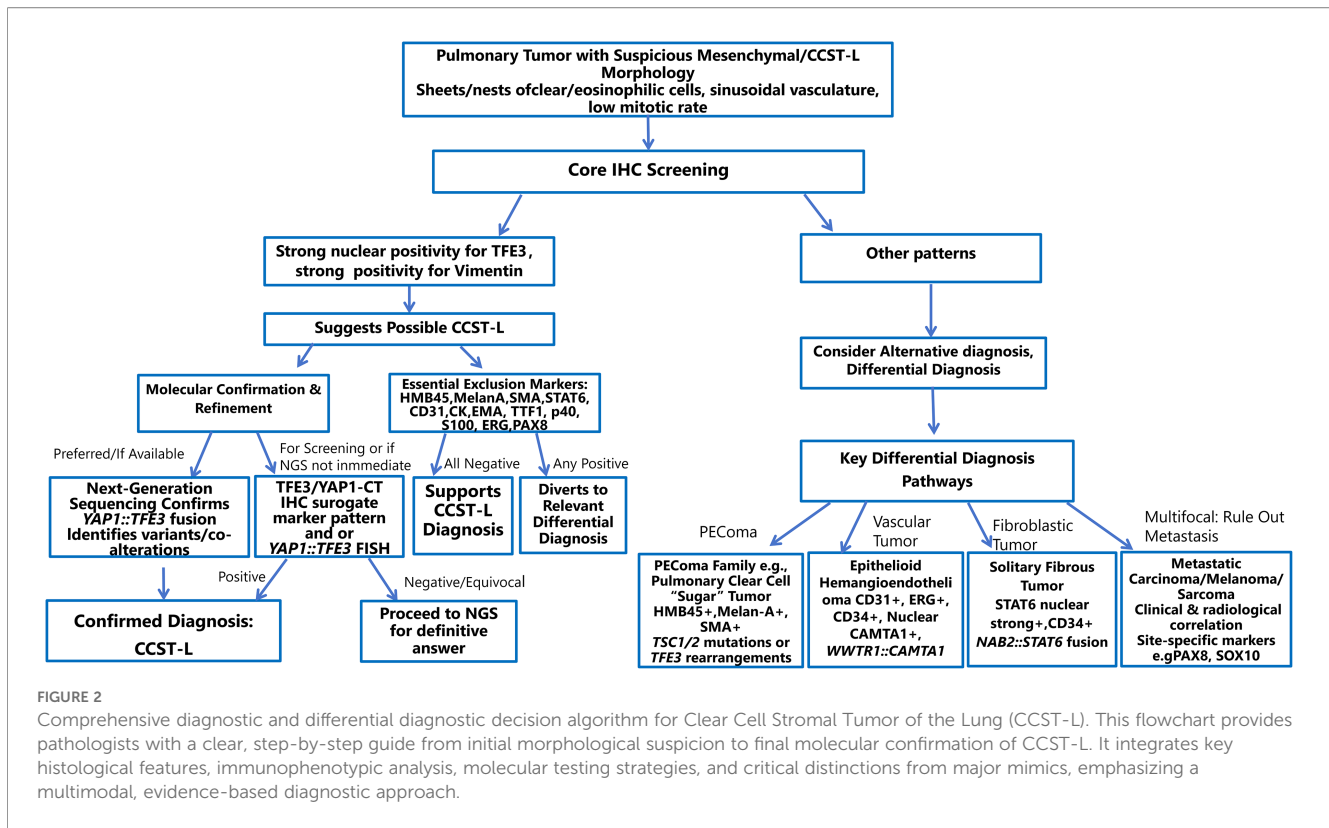 Pulmonary Tumor with Suspicious Mesenchymal/CCST-L
Morphology
Sheets/nests ofclear/eosinophilic cells, sinusoidal vasculature,
low mitotic rate
Core IHC Screening
Strong nuclear positivity for TFE3,
strong positivity for Vimentin
Other patterns
Suggests Possible CCST-L
Consider Alternative diagnosis,
Differential Diagnosis
Molecular Confirmation &
Refinement
Essential Exclusion Markers:
HMB45,MelanA,SMA,STAT6,
CD31,CK,EMA, TTF1, p40,
S100, ERG,PAX8
Preferred/If Available
For Screening or if
NGS not inmmediate
All Negative
Any Positive
Next-Generation
Sequencing Confirms
YAP1::TFE3 fusion
Identifies variants/co-
alterations
TFE3/YAP1-CT
IHC surogate
marker pattern
and or
YAP1::TFE3 FISH
Supports
CCST-L
Diagnosis
Diverts to
Relevant
Differential
Diagnosis
Key Differential Diagnosis
Pathways
Positive
Negative/Equivocal
Confirmed Diagnosis:
CCST-L
Proceed to NGS
for definitive
answer
PEComa
Vascular
Tumor
Fibroblastic
Tumor
Multifocal: Rule Out
Metastasis
PEComa Family e.g.,
Pulmonary Clear Cell
"Sugar" Tumor
HMB45+,Melan-A+,
SMA+
TSC1/2 mutations or
TFE3 rearrangements
Epithelioid
Hemangioendotheli
oma CD31+, ERG+,
CD34+, Nuclear
CAMTA1+,
WWTR1::CAMTA1
Solitary Fibrous
Tumor
STAT6 nuclear
strong+,CD34+
NAB2::STAT6 fusion
Metastatic
Carcinoma/Melanoma/
Sarcoma
Clinical & radiological
correlation
Site-specific markers
e.gPAX8, SOX10
FIGURE 2
Comprehensive diagnostic and differential diagnostic decision algorithm for Clear Cell Stromal Tumor of the Lung (CCST-L). This flowchart provides
pathologists with a clear, step-by-step guide from initial morphological suspicion to final molecular confirmation of CCST-L. It integrates key
histological features, immunophenotypic analysis, molecular testing strategies, and critical distinctions from major mimics, emphasizing a
multimodal, evidence-based diagnostic approach.